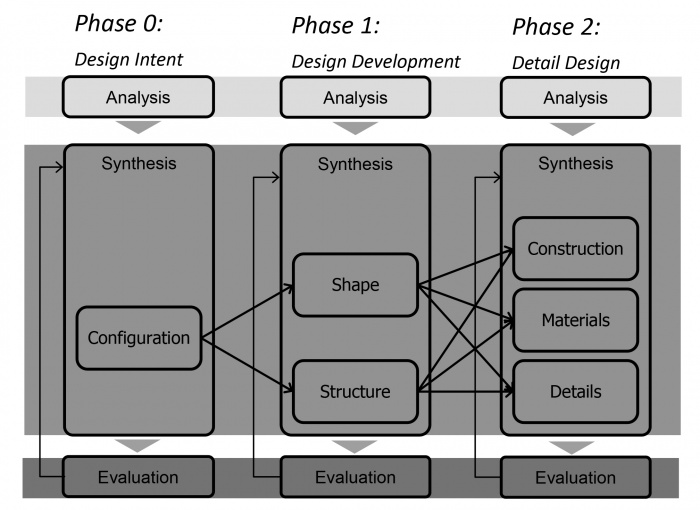 Phase 0:
Design Intent
Analysis
Synthesis
Configuration
Evaluation
Phase 1:
Design Development
Analysis
Synthesis
Shape
Structure
Evaluation
Phase 2:
Detail Design
Analysis
Synthesis
Construction
Materials
Details
Evaluation